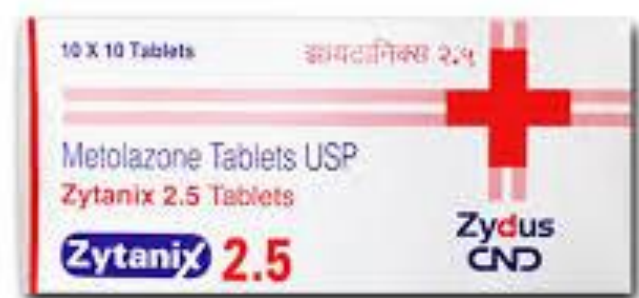 10 X 10 Tablets
झायटानिक्स २.५
Metolazone Tablets USP
Zytanix 2.5 Tablets
Zytanix 2.5
Zydus
CND